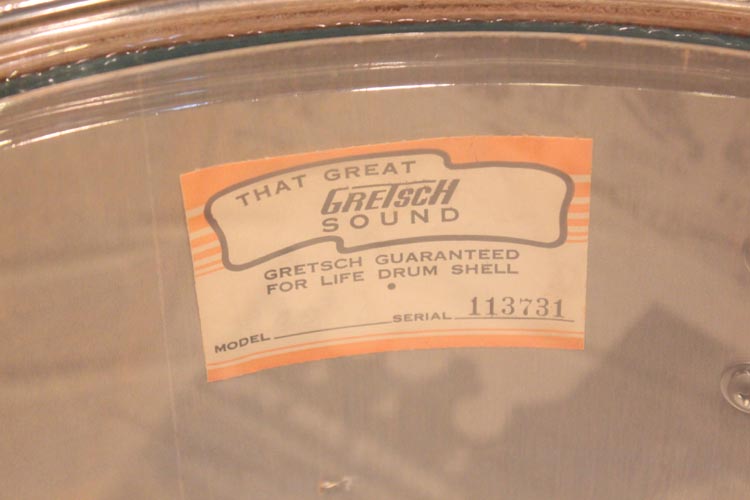 THAT GREAT
GRETSCH
SOUND
GRETSCH GUARANTEED
FOR LIFE DRUM SHELL
MODEL SERIAL 113731